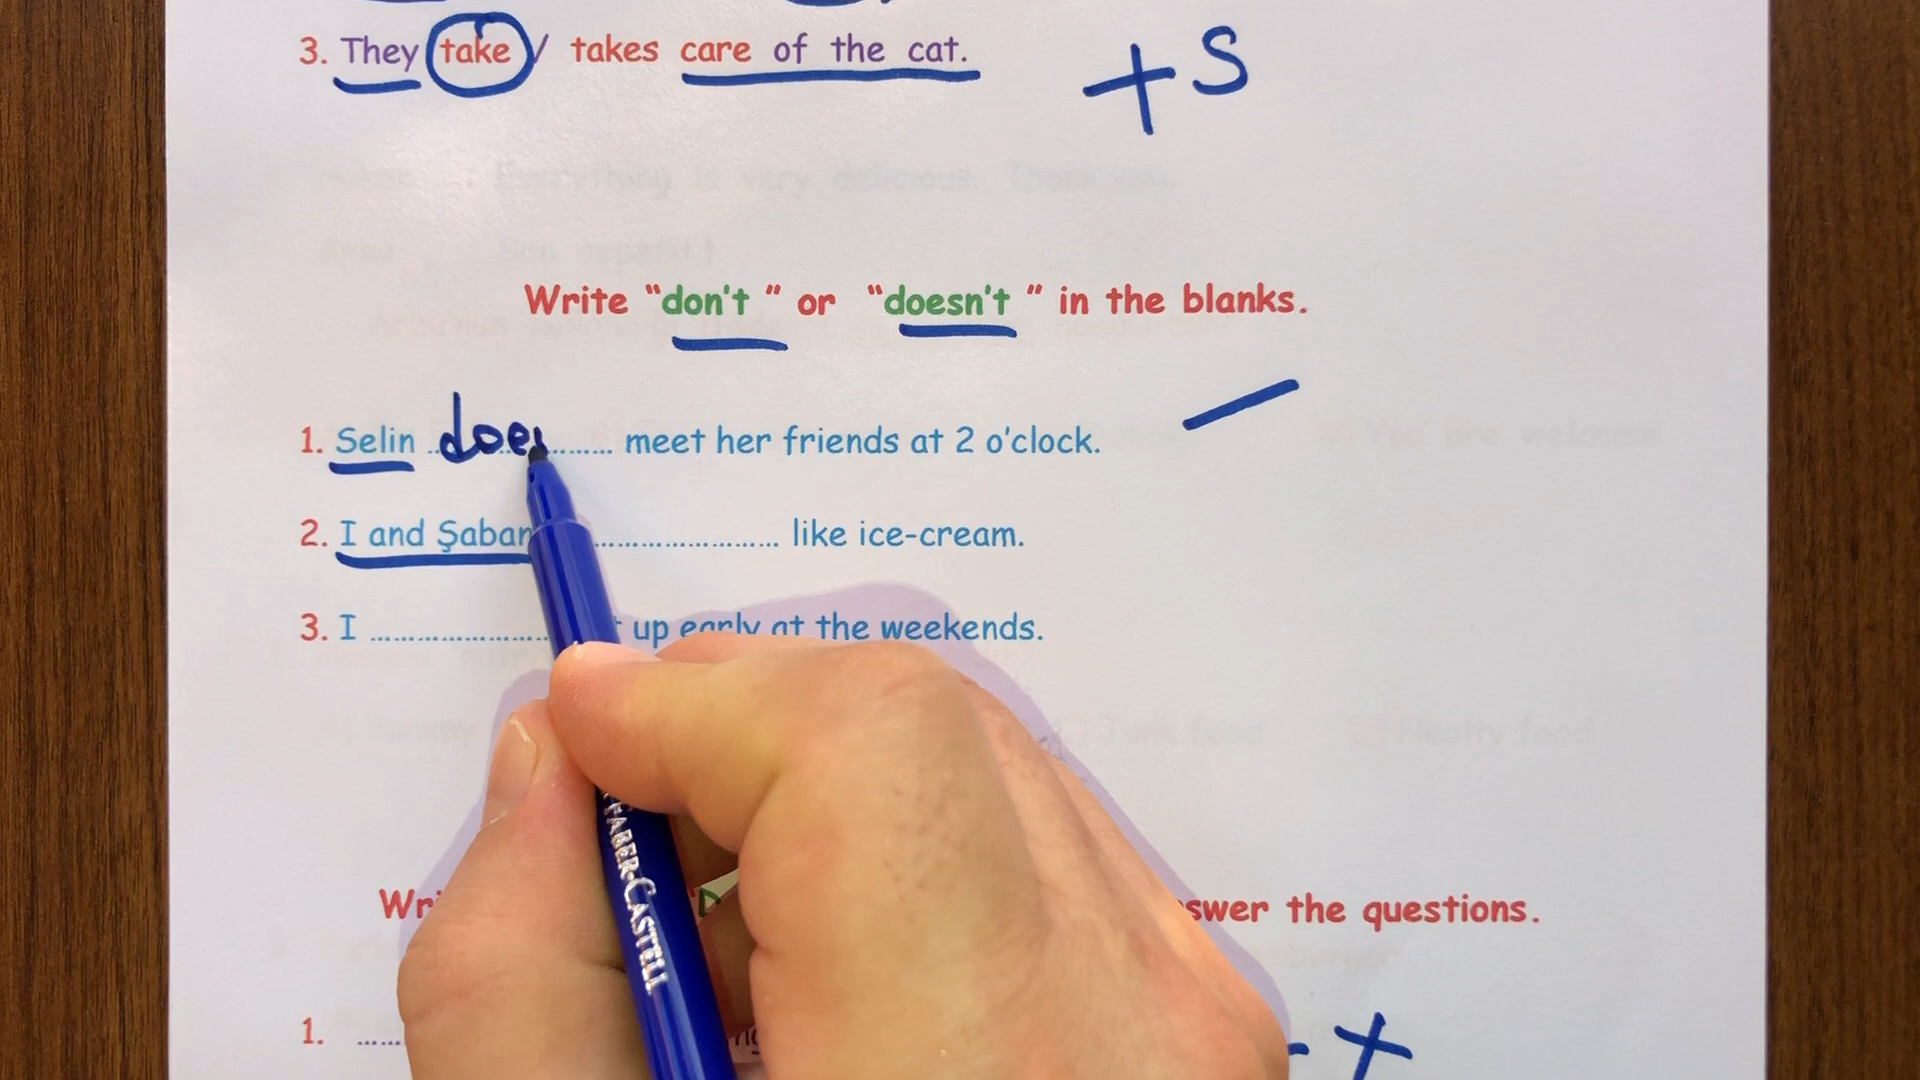 3. They take / takes care of the cat.
+ S
Write "don't " or "doesn't " in the blanks.
1. Selin doe meet her friends at 2 o'clock.
2. I and Şaban ........................ like ice-cream.
3. I ........................ up early at the weekends.
FABER-CASTELL
the questions.
1. ......
- +